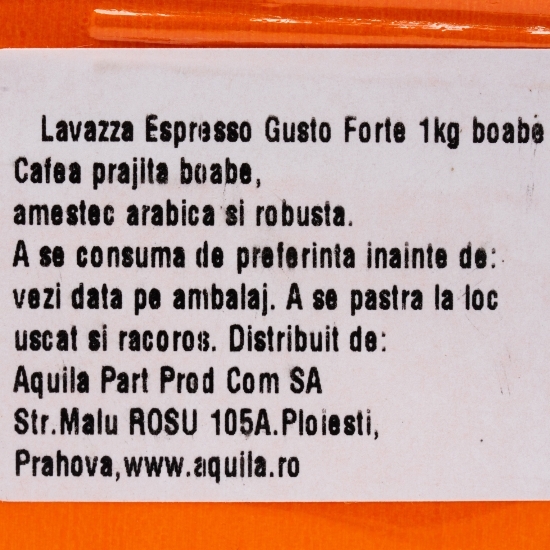 Lavazza Espresso Gusto Forte 1kg boabe
Cafea prajita boabe,
amestec arabica si robusta.
A se consuma de preferinta inainte de:
vezi data pe ambalaj. A se pastra la loc
uscat si racoros. Distribuit de:
Aquila Part Prod Com SA
Str.Malu ROSU 105A.Ploiesti,
Prahova,www.aquila.ro